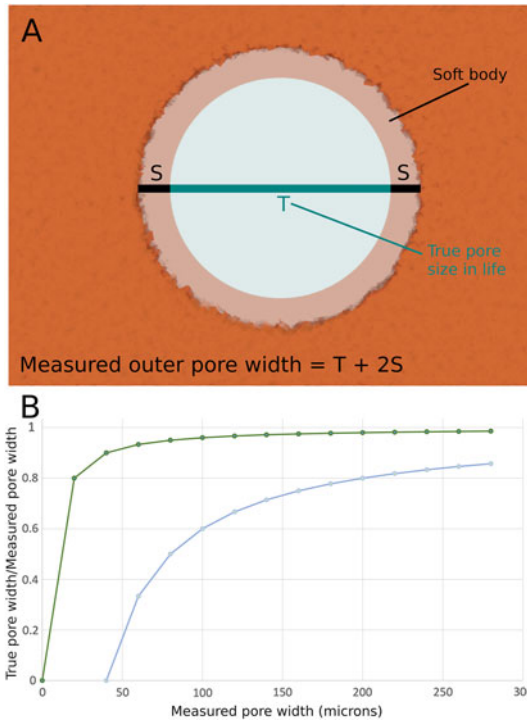 A
Soft body
S
S
T
True pore
size in life
Measured outer pore width = T + 2S
B
True pore width/Measured pore width
1
0.8
0.6
0.4
0.2
0
0
50
100
150
200
250
30
Measured pore width (microns)